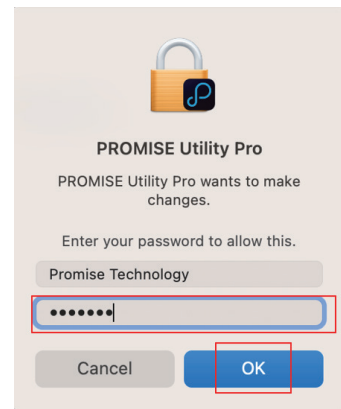 PROMISE Utility Pro
PROMISE Utility Pro wants to make
changes.
Enter your password to allow this.
Promise Technology
•••••••
Cancel
OK